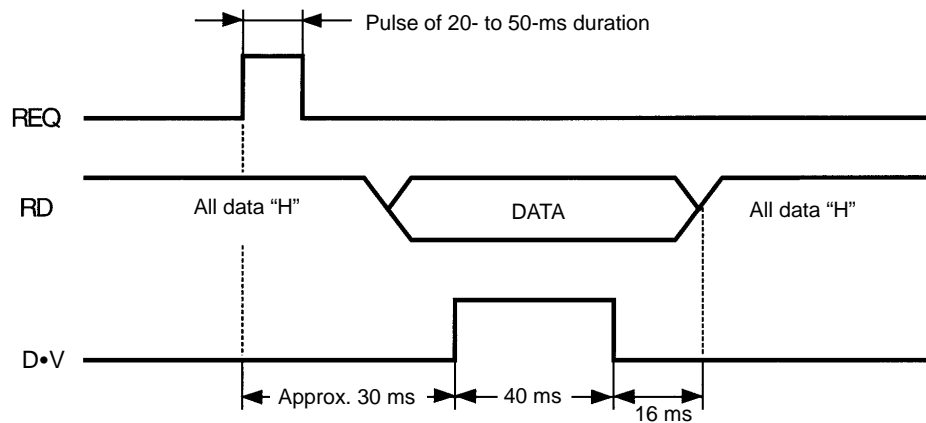 Pulse of 20- to 50-ms duration
REQ
RD
All data “H”
DATA
All data “H”
D•V
Approx. 30 ms
40 ms
16 ms